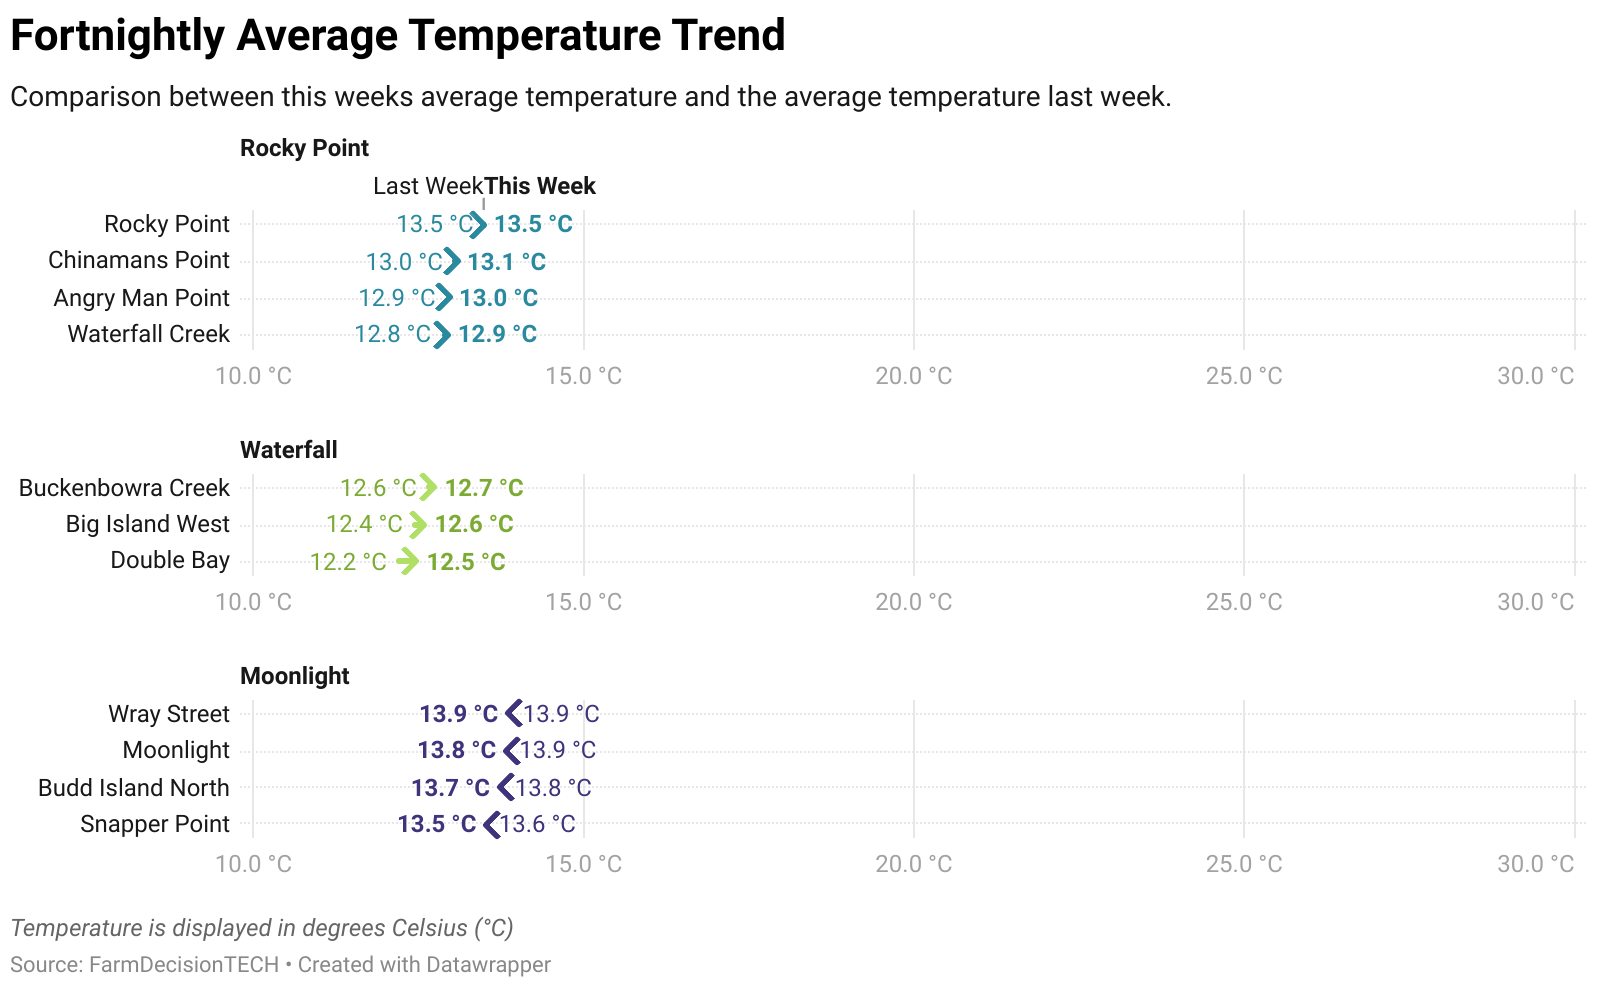 Fortnightly Average Temperature Trend
Comparison between this weeks average temperature and the average temperature last week.
Rocky Point
Last Week This Week
Rocky Point 13.5 °C 13.5 °C
Chinamans Point 13.0 °C 13.1 °C
Angry Man Point 12.9 °C 13.0 °C
Waterfall Creek 12.8 °C 12.9 °C
10.0 °C 15.0 °C 20.0 °C 25.0 °C 30.0 °C
Waterfall
Buckenbowra Creek 12.6 °C 12.7 °C
Big Island West 12.4 °C 12.6 °C
Double Bay 12.2 °C 12.5 °C
10.0 °C 15.0 °C 20.0 °C 25.0 °C 30.0 °C
Moonlight
Wray Street 13.9 °C 13.9 °C
Moonlight 13.8 °C 13.9 °C
Budd Island North 13.7 °C 13.8 °C
Snapper Point 13.5 °C 13.6 °C
10.0 °C 15.0 °C 20.0 °C 25.0 °C 30.0 °C
Temperature is displayed in degrees Celsius (°C)
Source: FarmDecisionTECH • Created with Datawrapper